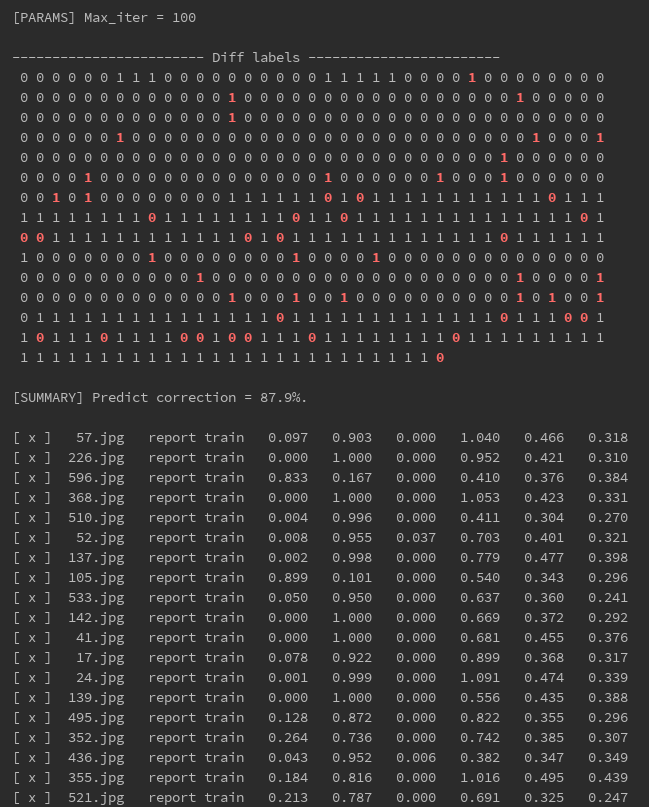 [PARAMS] Max_iter = 100
------------------------ Diff labels ------------------------
0 0 0 0 0 0 1 1 1 0 0 0 0 0 0 0 0 0 0 1 1 1 1 1 0 0 0 0 1 0 0 0 0 0 0 0 0
0 0 0 0 0 0 0 0 0 0 0 0 0 1 0 0 0 0 0 0 0 0 0 0 0 0 0 0 0 0 0 1 0 0 0 0 0
0 0 0 0 0 0 0 0 0 0 0 0 0 1 0 0 0 0 0 0 0 0 0 0 0 0 0 0 0 0 0 0 0 0 0 0 0
0 0 0 0 0 0 1 0 0 0 0 0 0 0 0 0 0 0 0 0 0 0 0 0 0 0 0 0 0 0 0 0 1 0 0 0 1
0 0 0 0 0 0 0 0 0 0 0 0 0 0 0 0 0 0 0 0 0 0 0 0 0 0 0 0 0 0 1 0 0 0 0 0 0
0 0 0 0 1 0 0 0 0 0 0 0 0 0 0 0 0 0 0 1 0 0 0 0 0 0 1 0 0 0 1 0 0 0 0 0 0
0 0 1 0 1 0 0 0 0 0 0 0 0 1 1 1 1 1 1 0 1 0 1 1 1 1 1 1 1 1 1 1 1 0 1 1 1
1 1 1 1 1 1 1 1 0 1 1 1 1 1 1 1 1 0 1 1 0 1 1 1 1 1 1 1 1 1 1 1 1 1 1 0 1
0 0 1 1 1 1 1 1 1 1 1 1 1 1 0 1 0 1 1 1 1 1 1 1 1 1 1 1 1 1 0 1 1 1 1 1 1
1 0 0 0 0 0 0 0 1 0 0 0 0 0 0 0 0 1 0 0 0 0 1 0 0 0 0 0 0 0 0 0 0 0 0 0 0
0 0 0 0 0 0 0 0 0 0 0 1 0 0 0 0 0 0 0 0 0 0 0 0 0 0 0 0 0 0 0 1 0 0 0 0 1
0 0 0 0 0 0 0 0 0 0 0 0 0 1 0 0 0 1 0 0 1 0 0 0 0 0 0 0 0 0 0 1 0 1 0 0 1
0 1 1 1 1 1 1 1 1 1 1 1 1 1 1 1 0 1 1 1 1 1 1 1 1 1 1 1 1 1 0 1 1 1 0 0 1
1 0 1 1 1 0 1 1 1 1 0 0 1 0 0 1 1 1 0 1 1 1 1 1 1 1 1 0 1 1 1 1 1 1 1 1 1
1 1 1 1 1 1 1 1 1 1 1 1 1 1 1 1 1 1 1 1 1 1 1 1 1 1 0
[SUMMARY] Predict correction = 87.9%.
[ x ] 57.jpg report train 0.097 0.903 0.000 1.040 0.466 0.318
[ x ] 226.jpg report train 0.000 1.000 0.000 0.952 0.421 0.310
[ x ] 596.jpg report train 0.833 0.167 0.000 0.410 0.376 0.384
[ x ] 368.jpg report train 0.000 1.000 0.000 1.053 0.423 0.331
[ x ] 510.jpg report train 0.004 0.996 0.000 0.411 0.304 0.270
[ x ] 52.jpg report train 0.008 0.955 0.037 0.703 0.401 0.321
[ x ] 137.jpg report train 0.002 0.998 0.000 0.779 0.477 0.398
[ x ] 105.jpg report train 0.899 0.101 0.000 0.540 0.343 0.296
[ x ] 533.jpg report train 0.050 0.950 0.000 0.637 0.360 0.241
[ x ] 142.jpg report train 0.000 1.000 0.000 0.669 0.372 0.292
[ x ] 41.jpg report train 0.000 1.000 0.000 0.681 0.455 0.376
[ x ] 17.jpg report train 0.078 0.922 0.000 0.899 0.368 0.317
[ x ] 24.jpg report train 0.001 0.999 0.000 1.091 0.474 0.339
[ x ] 139.jpg report train 0.000 1.000 0.000 0.556 0.435 0.388
[ x ] 495.jpg report train 0.128 0.872 0.000 0.822 0.355 0.296
[ x ] 352.jpg report train 0.264 0.736 0.000 0.742 0.385 0.307
[ x ] 436.jpg report train 0.043 0.952 0.006 0.382 0.347 0.349
[ x ] 355.jpg report train 0.184 0.816 0.000 1.016 0.495 0.439
[ x ] 521.jpg report train 0.213 0.787 0.000 0.691 0.325 0.247